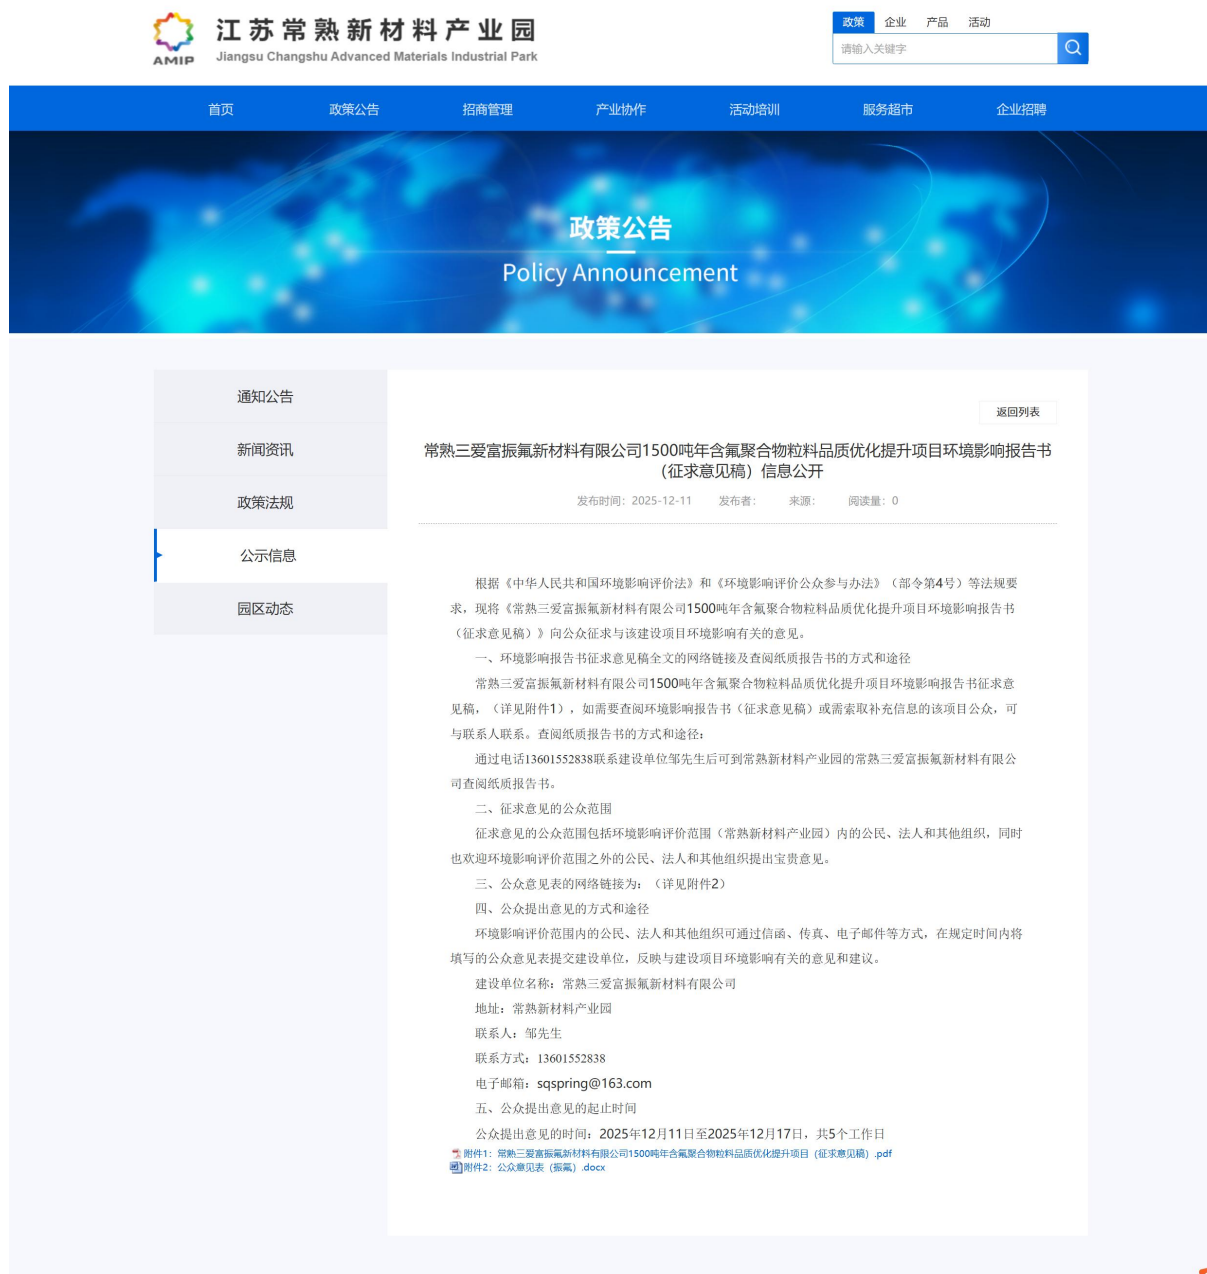 江苏常熟新材料产业园
AMIP
Jiangsu Changshu Advanced Materials Industrial Park
政策 企业 产品 活动
请输入关键字
首页 政策公告 招商管理 产业协作 活动培训 服务超市 企业招聘
政策公告
Policy Announcement
通知公告
新闻资讯
政策法规
公示信息
园区动态
返回列表
常熟三爱富振氟新材料有限公司1500吨年含氟聚合物粒料品质优化提升项目环境影响报告书
（征求意见稿）信息公开
发布时间：2025-12-11 发布者： 来源： 阅读量：0
根据《中华人民共和国环境影响评价法》和《环境影响评价公众参与办法》（部令第4号）等法规要
求，现将《常熟三爱富振氟新材料有限公司1500吨年含氟聚合物粒料品质优化提升项目环境影响报告书
（征求意见稿）》向公众征求与该建设项目环境影响有关的意见。
一、环境影响报告书征求意见稿全文的网络链接及查阅纸质报告书的方式和途径
常熟三爱富振氟新材料有限公司1500吨年含氟聚合物粒料品质优化提升项目环境影响报告书征求意
见稿，（详见附件1），如需要查阅环境影响报告书（征求意见稿）或需索取补充信息的该项目公众，可
与联系人联系。查阅纸质报告书的方式和途径：
通过电话13601552838联系建设单位邹先生后可到常熟新材料产业园的常熟三爱富振氟新材料有限公
司查阅纸质报告书。
二、征求意见的公众范围
征求意见的公众范围包括环境影响评价范围（常熟新材料产业园）内的公民、法人和其他组织，同时
也欢迎环境影响评价范围之外的公民、法人和其他组织提出宝贵意见。
三、公众意见表的网络链接为：（详见附件2）
四、公众提出意见的方式和途径
环境影响评价范围内的公民、法人和其他组织可通过信函、传真、电子邮件等方式，在规定时间内将
填写的公众意见表提交建设单位，反映与建设项目环境影响有关的意见和建议。
建设单位名称：常熟三爱富振氟新材料有限公司
地址：常熟新材料产业园
联系人：邹先生
联系方式：13601552838
电子邮箱：sqspring@163.com
五、公众提出意见的起止时间
公众提出意见的时间：2025年12月11日至2025年12月17日，共5个工作日
附件1：常熟三爱富振氟新材料有限公司1500吨年含氟聚合物粒料品质优化提升项目（征求意见稿）.pdf
附件2：公众意见表（振氟）.docx